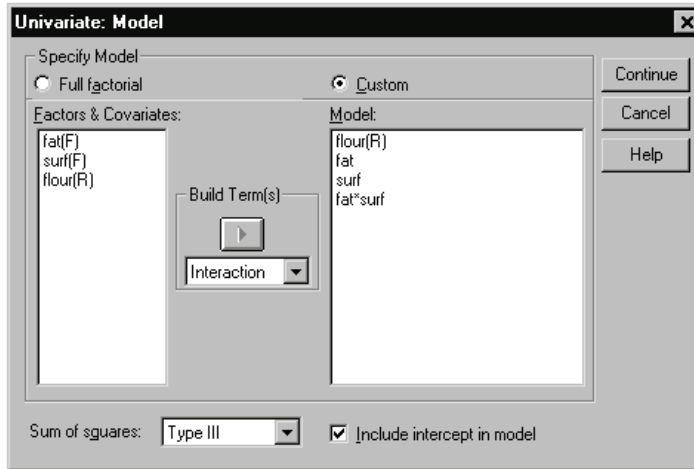 Univariate: Model
Specify Model
Full factorial
Custom
Continue
Cancel
Help
Factors & Covariates:
fat(F)
surf(F)
flour(R)
Build Term(s)
Interaction
Model:
flour(R)
fat
surf
fat*surf
Sum of squares:
Type III
Include intercept in model